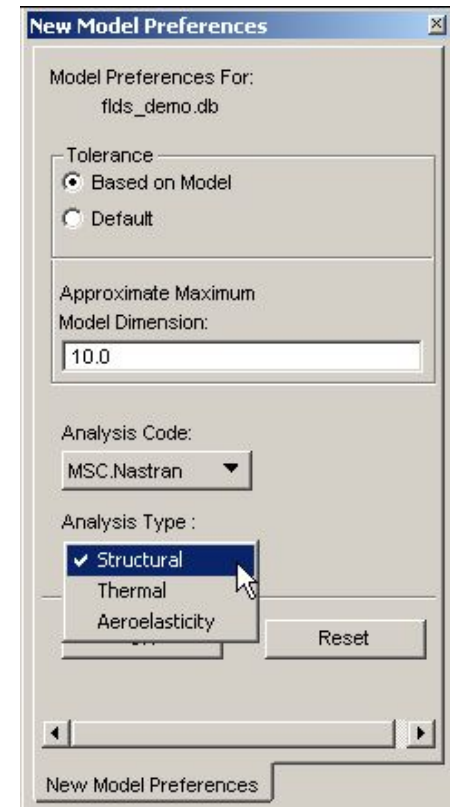 New Model Preferences
Model Preferences For:
flds_demo.db
Tolerance
Based on Model
Default
Approximate Maximum
Model Dimension:
10.0
Analysis Code:
MSC.Nastran
Analysis Type :
Structural
Thermal
Aeroelasticity
Reset
New Model Preferences